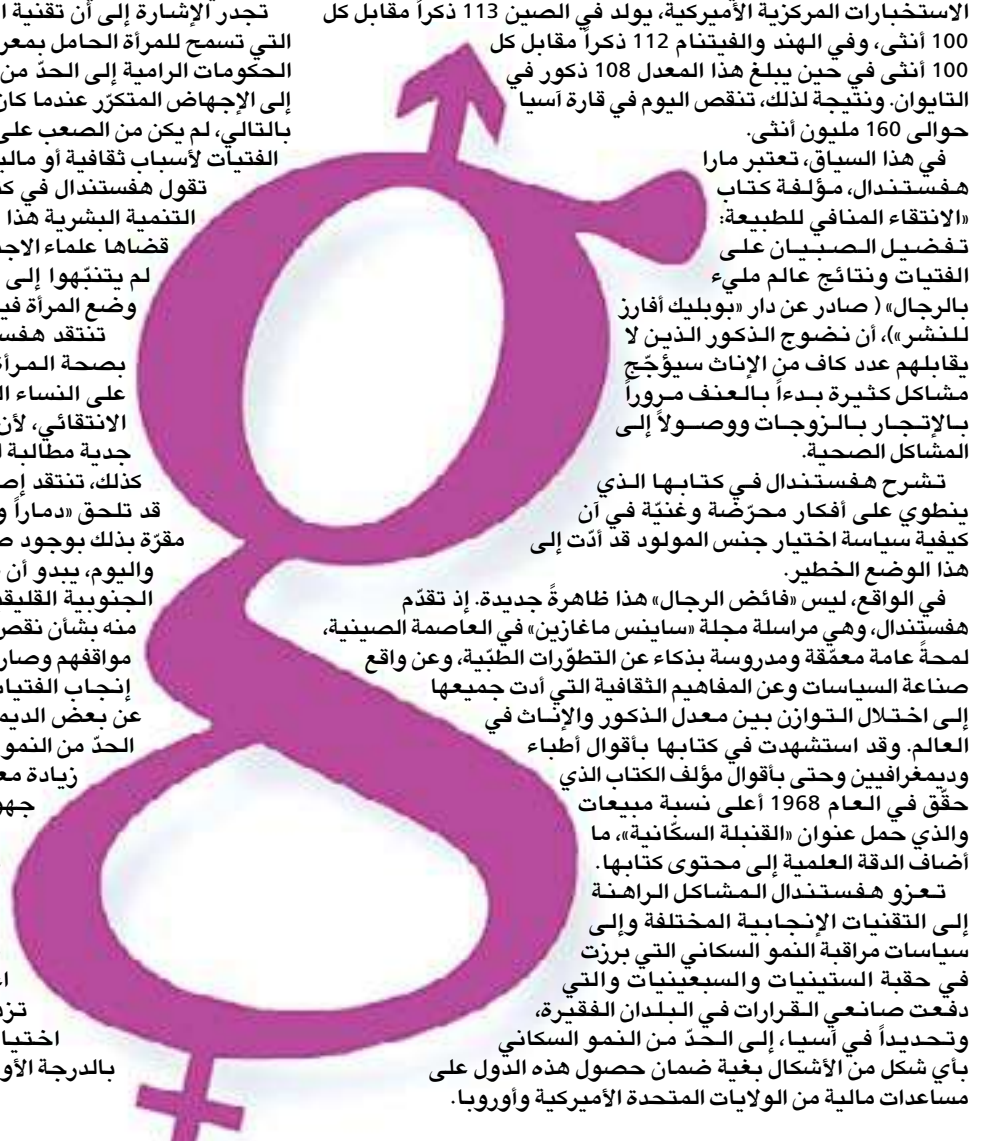 الاستخبارات المركزية الأميركية، يولد في الصين 113 ذكراً مقابل كل
100 أنثى، وفي الهند والفيتنام 112 ذكراً مقابل كل
100 أنثى في حين يبلغ هذا المعدل 108 ذكور في
التايوان. ونتيجة لذلك، تنقص اليوم في قارة آسيا
حوالى 160 مليون أنثى.
في هذا السياق، تعتبر مارا
هفستندال، مؤلفة كتاب
«الانتقاء المنافي للطبيعة:
تفضيل الصبيان على
الفتيات ونتائج عالم مليء
بالرجال» ( صادر عن دار «بوبليك أفارز
للنشر»)، أن نضوج الذكور الذين لا
يقابلهم عدد كاف من الإناث سيؤجّج
مشاكل كثيرة بدءاً بالعنف مروراً
بالإتجار بالزوجات ووصولاً إلى
المشاكل الصحية.
تشرح هفستندال في كتابها الذي
ينطوي على أفكار محرّضة وغنيّة في آن
كيفية سياسة اختيار جنس المولود قد أدّت إلى
هذا الوضع الخطير.
في الواقع، ليس «فائض الرجال» هذا ظاهرةً جديدة. إذ تقدّم
هفستندال، وهي مراسلة مجلة «ساينس ماغازين» في العاصمة الصينية،
لمحةً عامة معمّقة ومدروسة بذكاء عن التطوّرات الطبّية، وعن واقع
صناعة السياسات وعن المفاهيم الثقافية التي أدت جميعها
إلى اختلال التوازن بين معدل الذكور والإناث في
العالم. وقد استشهدت في كتابها بأقوال أطباء
وديمغرافيين وحتى بأقوال مؤلف الكتاب الذي
حقّق في العام 1968 أعلى نسبة مبيعات
والذي حمل عنوان «القنبلة السكّانية»، ما
أضاف الدقة العلمية إلى محتوى كتابها.
تعزو هفستندال المشاكل الراهنة
إلى التقنيات الإنجابية المختلفة وإلى
سياسات مراقبة النمو السكاني التي برزت
في حقبة الستينيات والسبعينيات والتي
دفعت صانعي القرارات في البلدان الفقيرة،
وتحديداً في آسيا، إلى الحدّ من النمو السكاني
بأي شكل من الأشكال بغية ضمان حصول هذه الدول على
مساعدات مالية من الولايات المتحدة الأميركية وأوروبا.
تجدر الإشارة إلى أن تقنية
التي تسمح للمرأة الحامل
الحكومات الرامية إلى الحدّ من
إلى الإجهاض المتكرّر عندما
بالتالي، لم يكن من الصعب على
الفتيات لأسباب ثقافية أو
تقول هفستندال في
التنمية البشرية هذا
قضاها علماء
لم يتنبّهوا إلى
وضع المرأة
تنتقد
بصحة المرأة
على النساء
الانتقائي، لأن
جدية مطالبة
كذلك، تنتقد
قد تلحق «دماراً
مقرّة بذلك بوجود
واليوم، يبدو أن
الجنوبية
منه بشأن نقص
مواقفهم
إنجاب
عن بعض
الحدّ من النمو
زيادة
بالدرجة